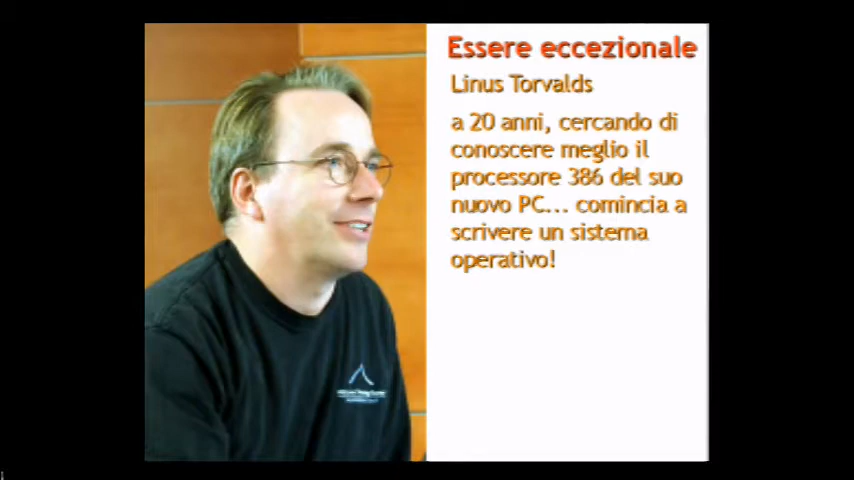 Essere eccezionale
Linus Torvalds
a 20 anni, cercando di
conoscere meglio il
processore 386 del suo
nuovo PC... comincia a
scrivere un sistema
operativo!